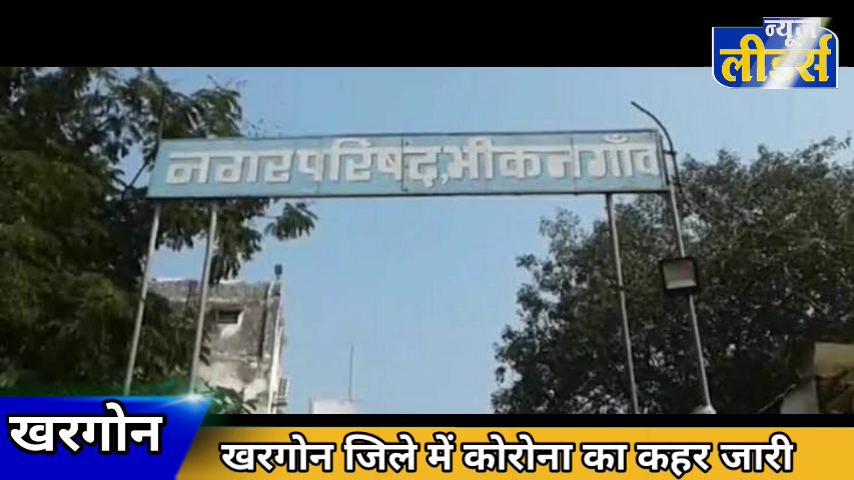 न्यूज
लीडर्स
नगर परिषद,भीकनगाँव
खरगोन
खरगोन जिले में कोरोना का कहर जारी